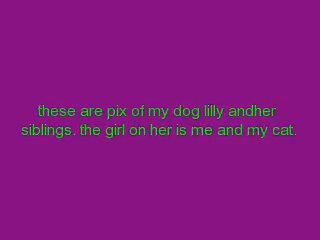 these are pix of my dog lilly andher
siblings. the girl on her is me and my cat.